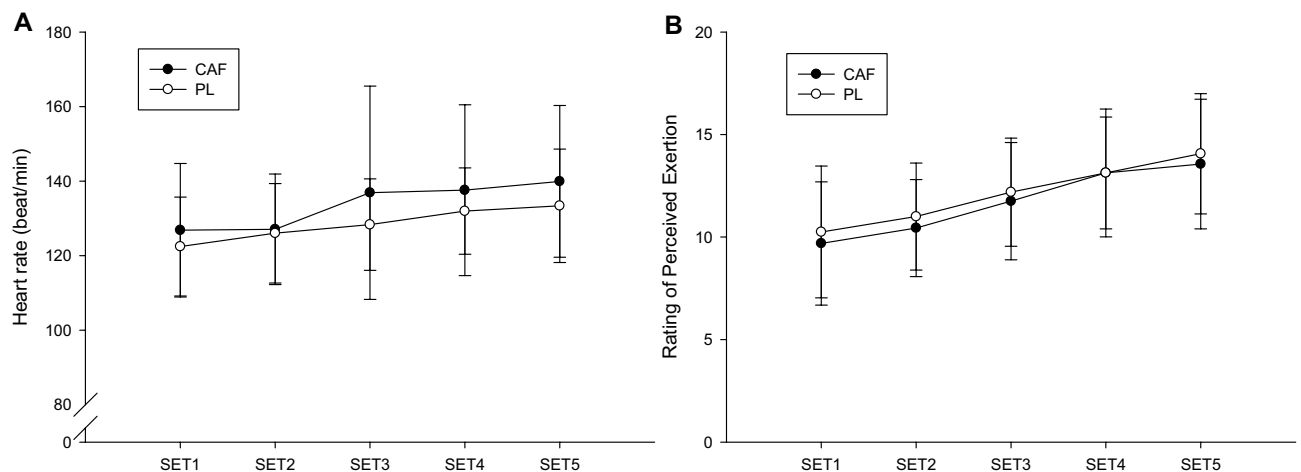 A
180
160
140
120
100
80
0
Heart rate (beat/min)
CAF
PL
SET1 SET2 SET3 SET4 SET5
B
20
15
10
5
0
Rating of Perceived Exertion
CAF
PL
SET1 SET2 SET3 SET4 SET5